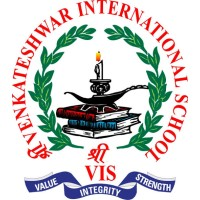 श्री VENKATESHWAR INTERNATIONAL SCHOOL श्री
श्री
VIS
VALUE INTEGRITY STRENGTH